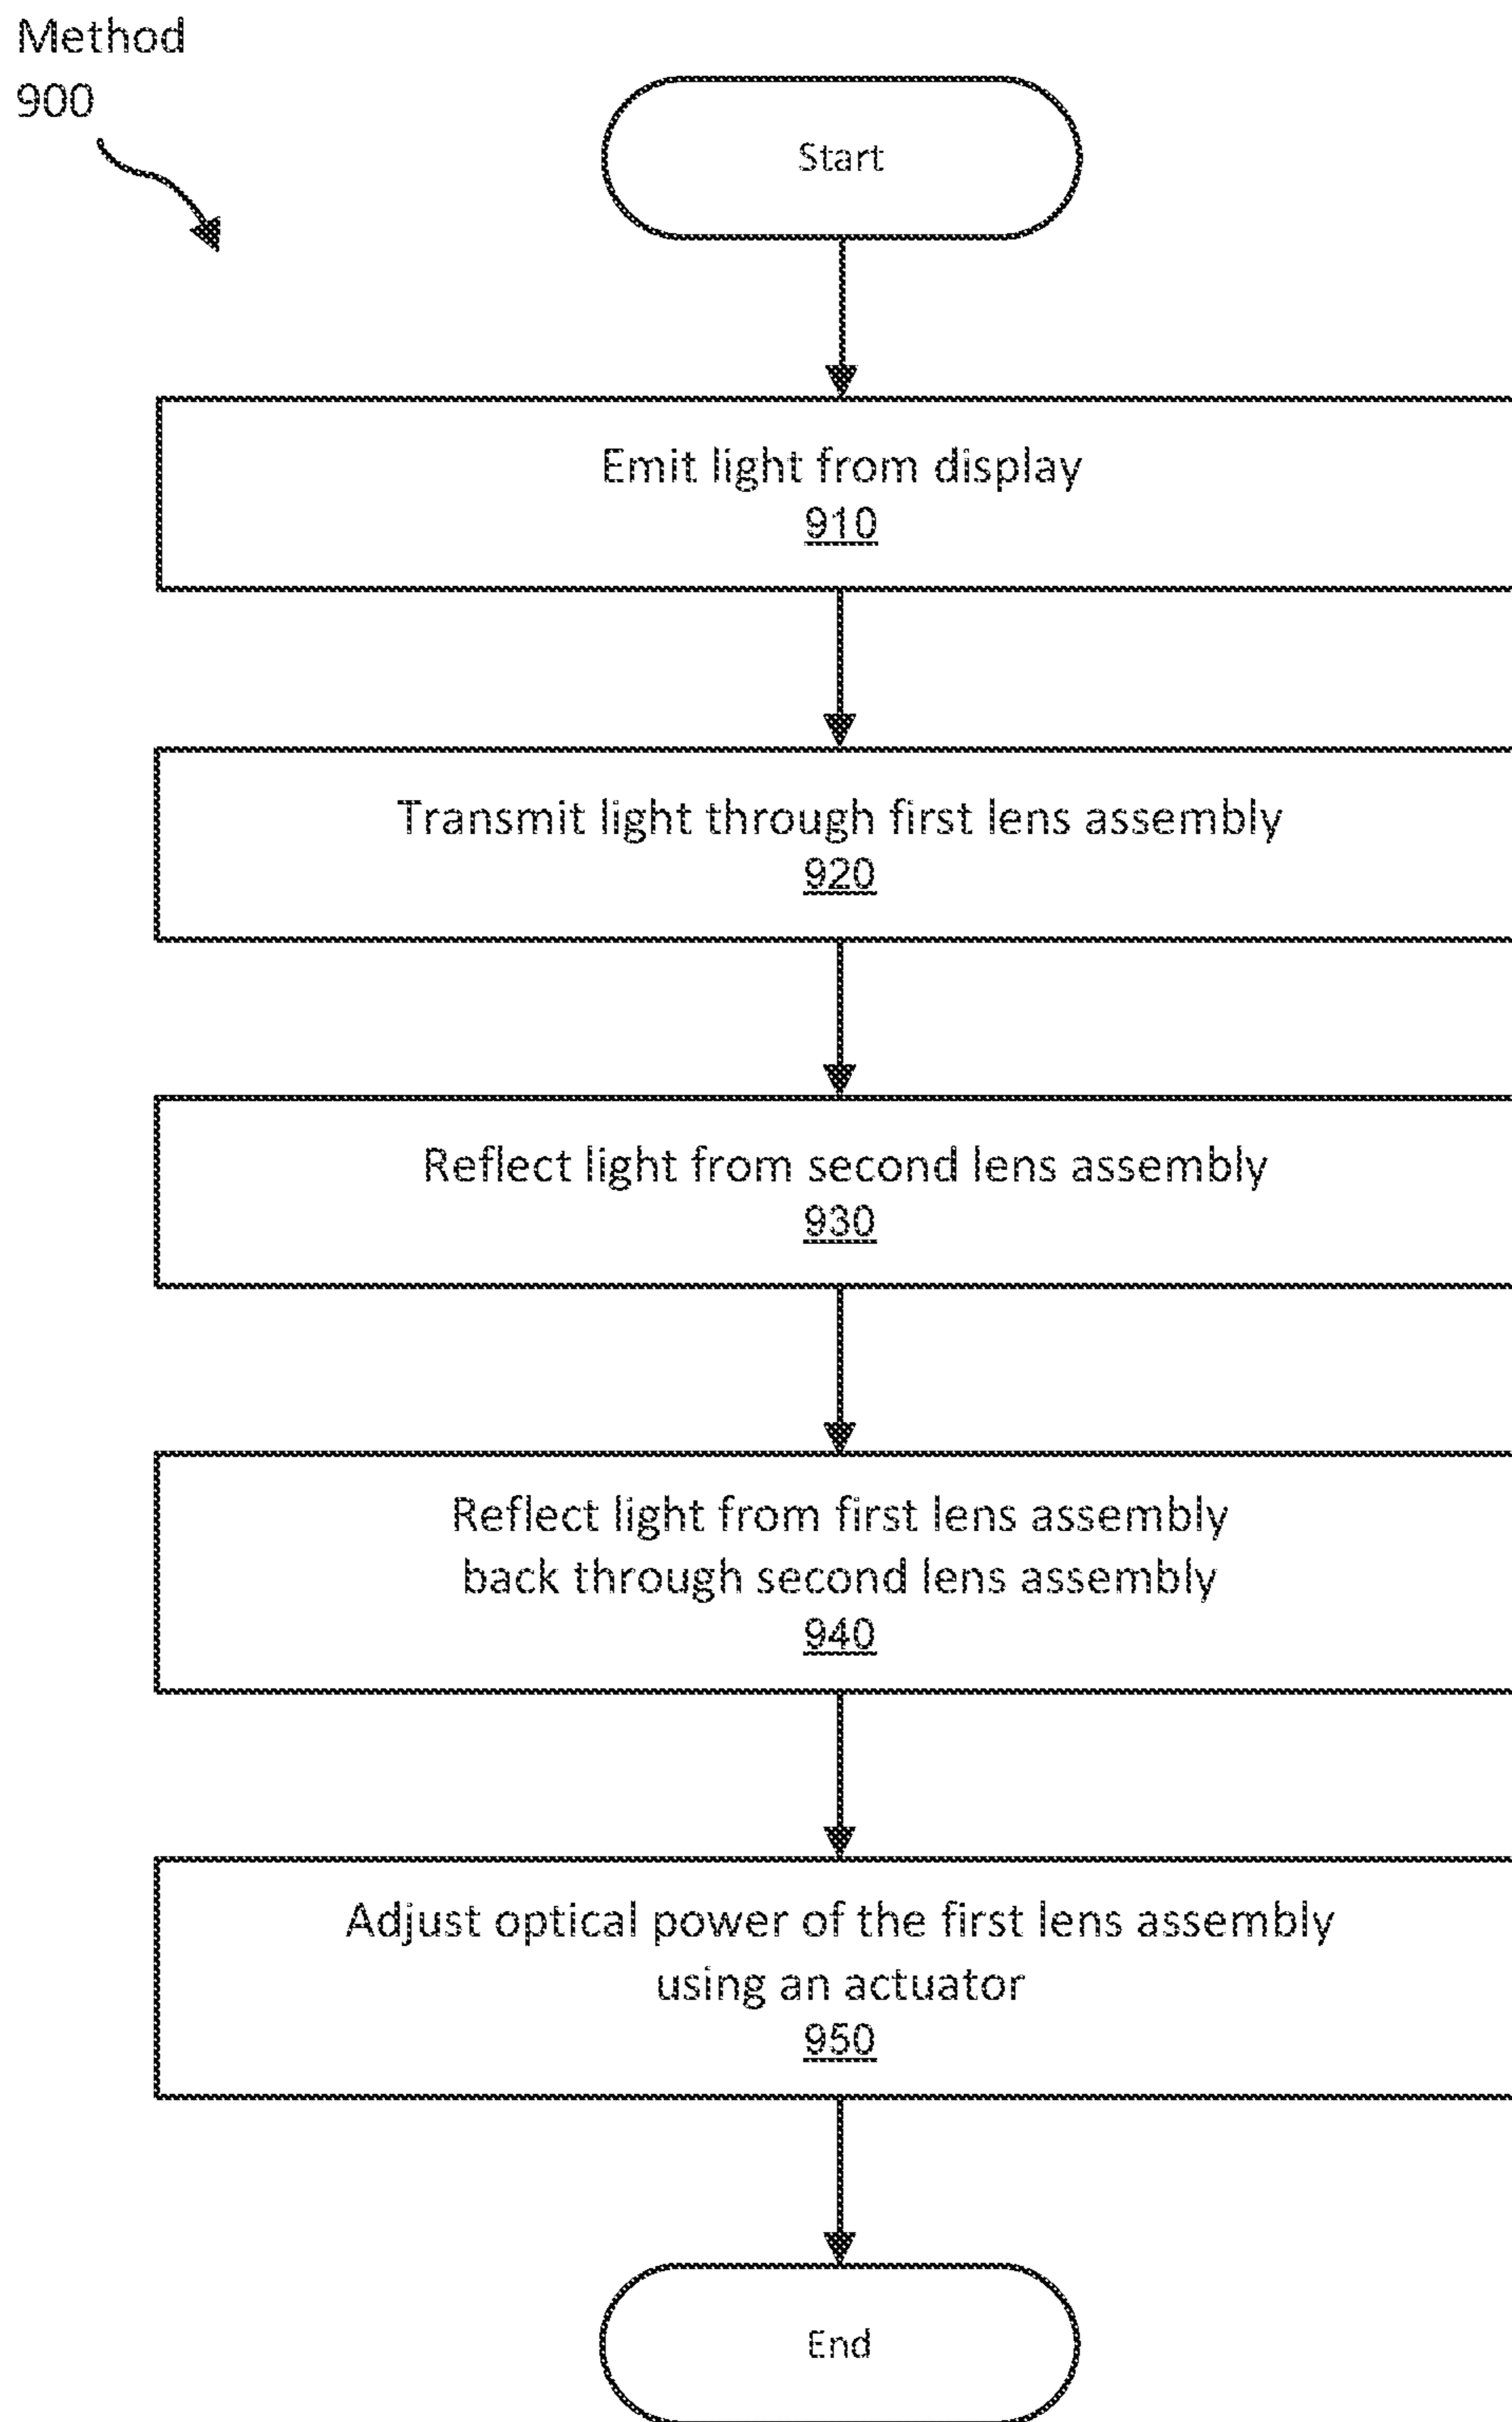 Method
900
Start
Emit light from display
910
Transmit light through first lens assembly
920
Reflect light from second lens assembly
930
Reflect light from first lens assembly
back through second lens assembly
940
Adjust optical power of the first lens assembly
using an actuator
950
End